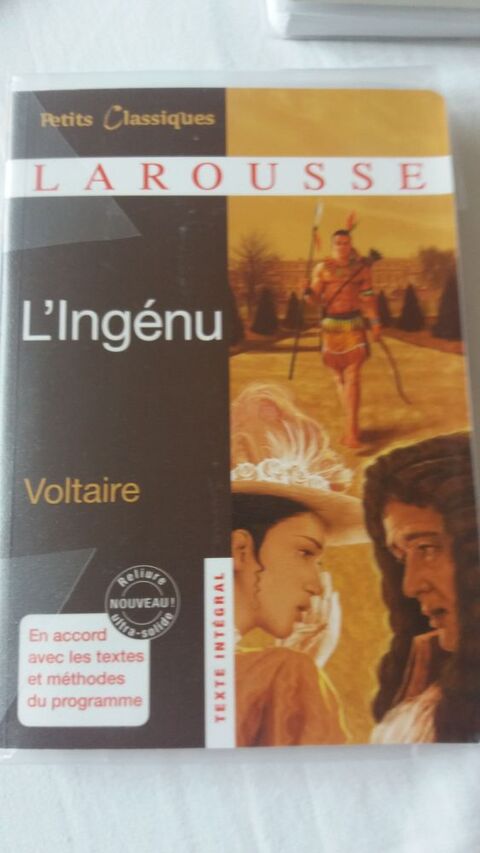 Petits Classiques
LAROUSSE
L'Ingénu
Voltaire
Reliure
NOUVEAU!
ultra-solide
En accord
avec les textes
et méthodes
du programme
TEXTE INTÉGRAL